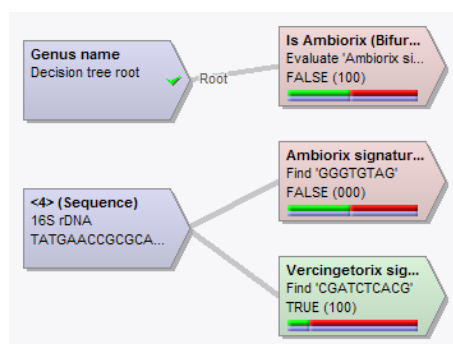 Genus name
Decision tree root
Root
Is Ambiorix (Bifur...
Evaluate 'Ambiorix si...
FALSE (100)
Ambiorix signatur...
Find 'GGGTGTAG'
FALSE (000)
<4> (Sequence)
16S rDNA
TATGAACCGCGCA...
Vercingetorix sig...
Find 'CGATCTCACG'
TRUE (100)